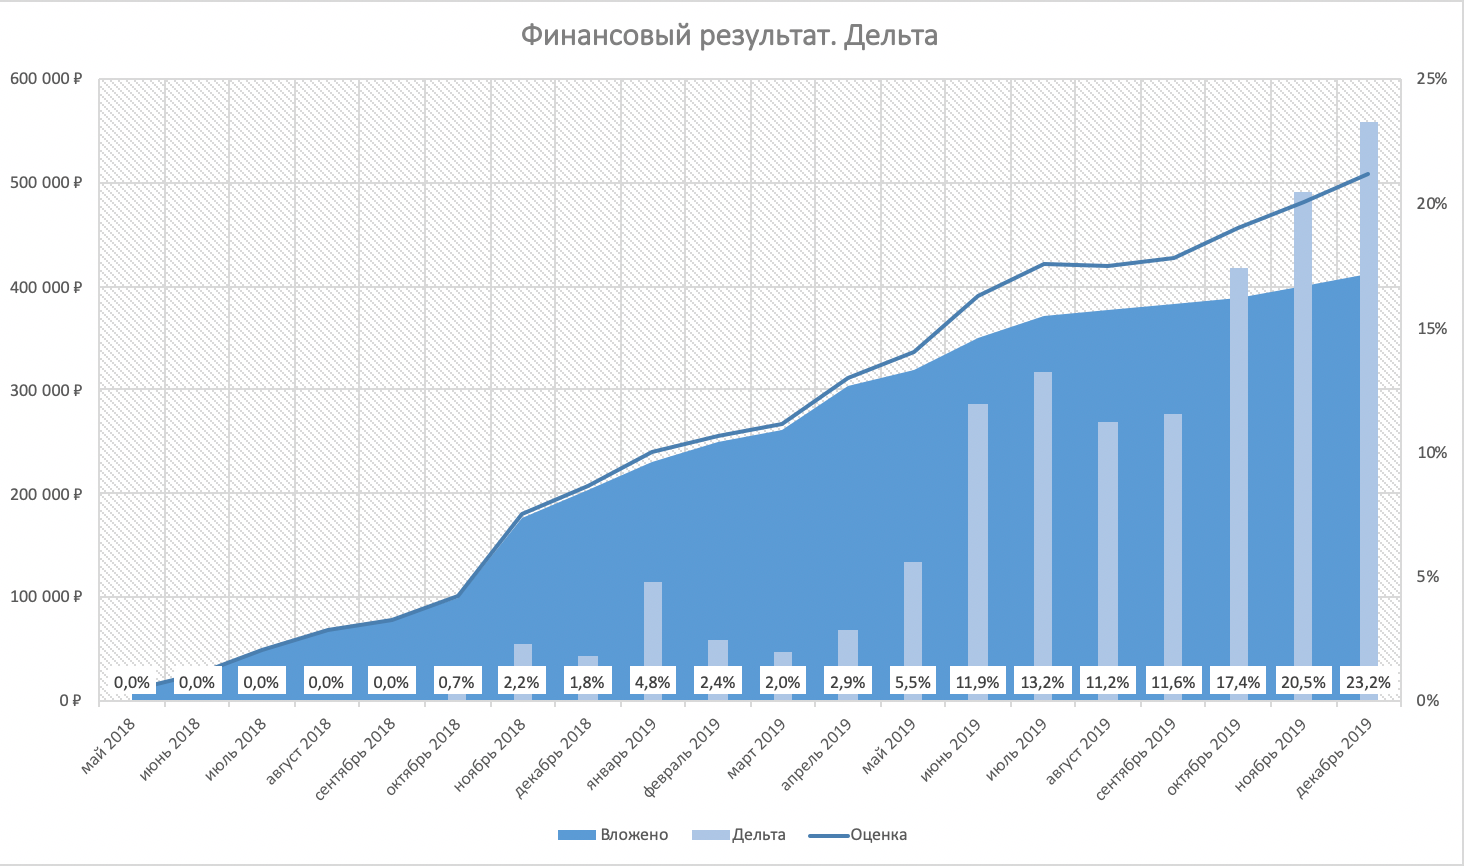 Финансовый результат. Дельта
600 000 ₽
500 000 ₽
400 000 ₽
300 000 ₽
200 000 ₽
100 000 ₽
0 ₽
25%
20%
15%
10%
5%
0%
0,0% 0,0% 0,0% 0,0% 0,0% 0,7% 2,2% 1,8% 4,8% 2,4% 2,0% 2,9% 5,5% 11,9% 13,2% 11,2% 11,6% 17,4% 20,5% 23,2%
май 2018
июнь 2018
июль 2018
август 2018
сентябрь 2018
октябрь 2018
ноябрь 2018
декабрь 2018
январь 2019
февраль 2019
март 2019
апрель 2019
май 2019
июнь 2019
июль 2019
август 2019
сентябрь 2019
октябрь 2019
ноябрь 2019
декабрь 2019
Вложено Дельта Оценка